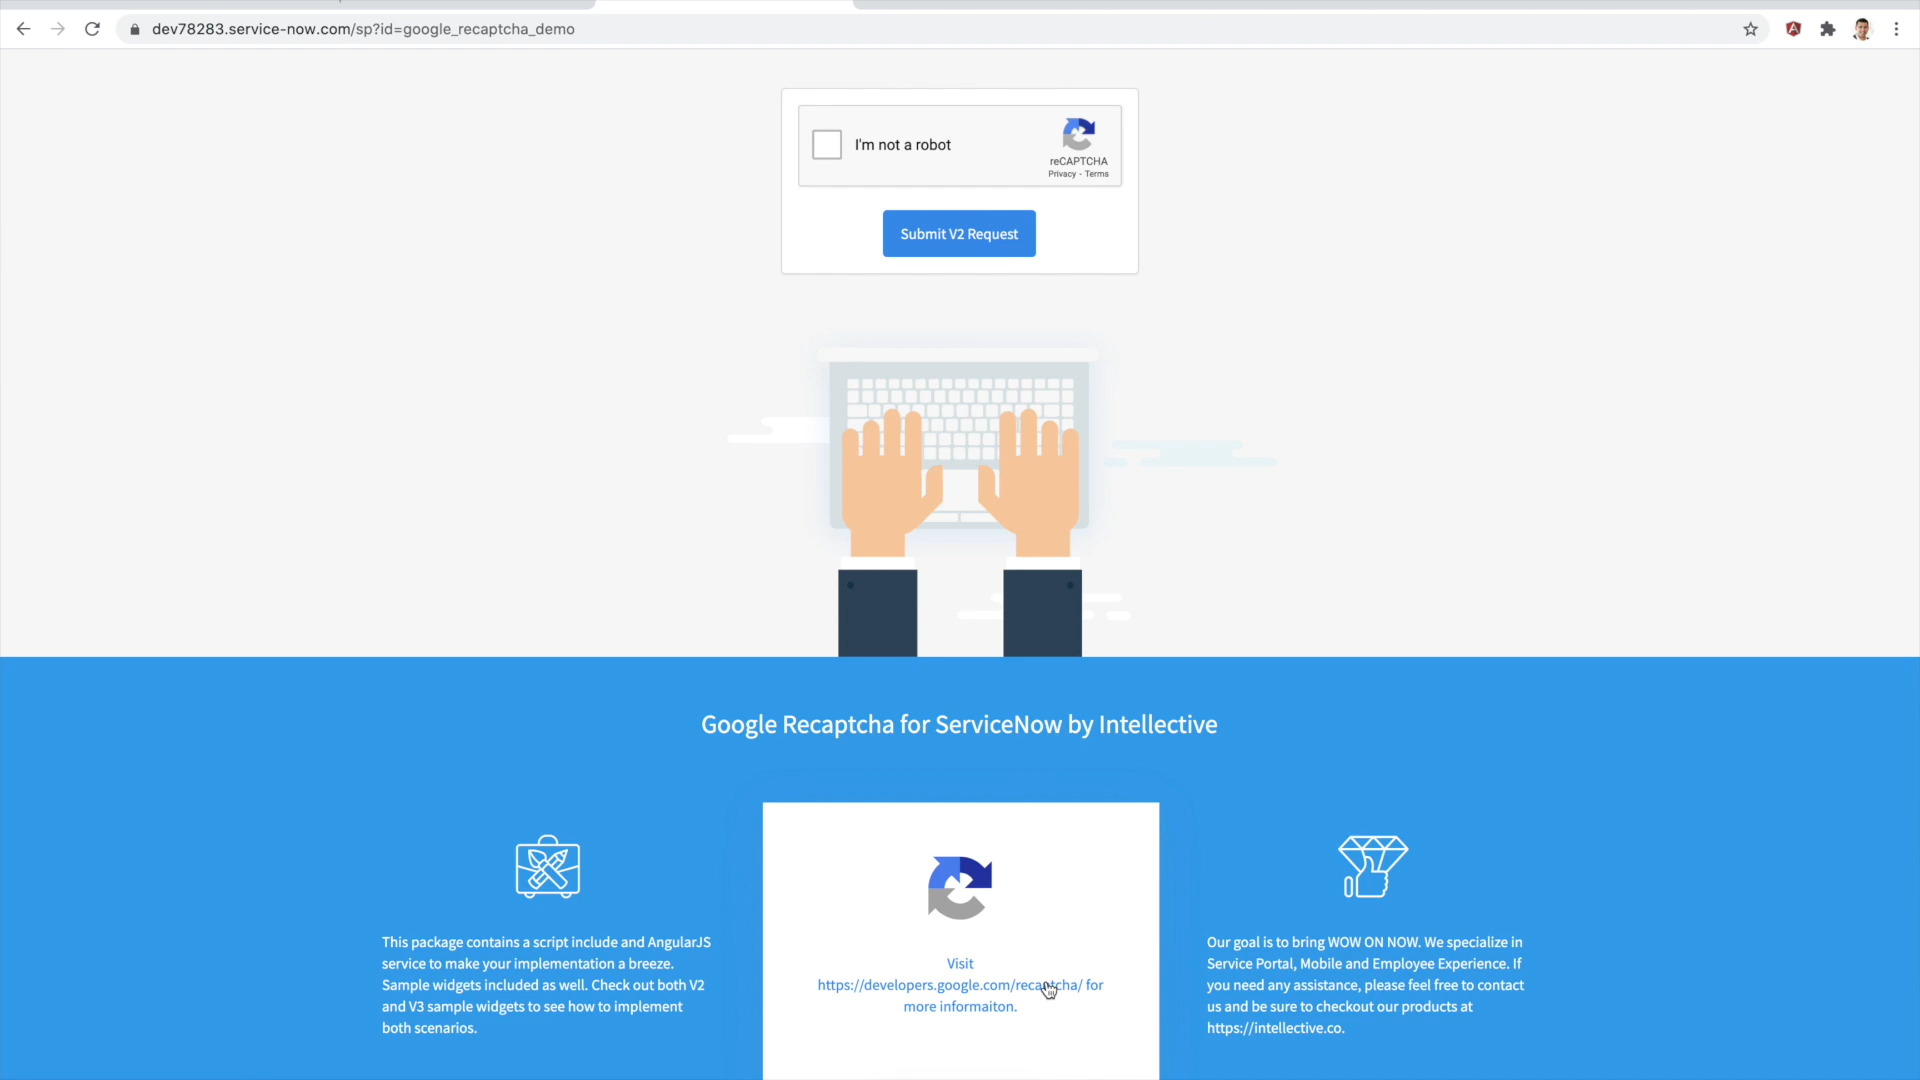 dev78283.service-now.com/sp?id=google_recaptcha_demo
I'm not a robot
reCAPTCHA
Privacy - Terms
Submit V2 Request
Google Recaptcha for ServiceNow by Intellective
This package contains a script include and AngularJS
service to make your implementation a breeze.
Sample widgets included as well. Check out both V2
and V3 sample widgets to see how to implement
both scenarios.
Visit
https://developers.google.com/recaptcha/ for
more informaiton.
Our goal is to bring WOW ON NOW. We specialize in
Service Portal, Mobile and Employee Experience. If
you need any assistance, please feel free to contact
us and be sure to checkout our products at
https://intellective.co.